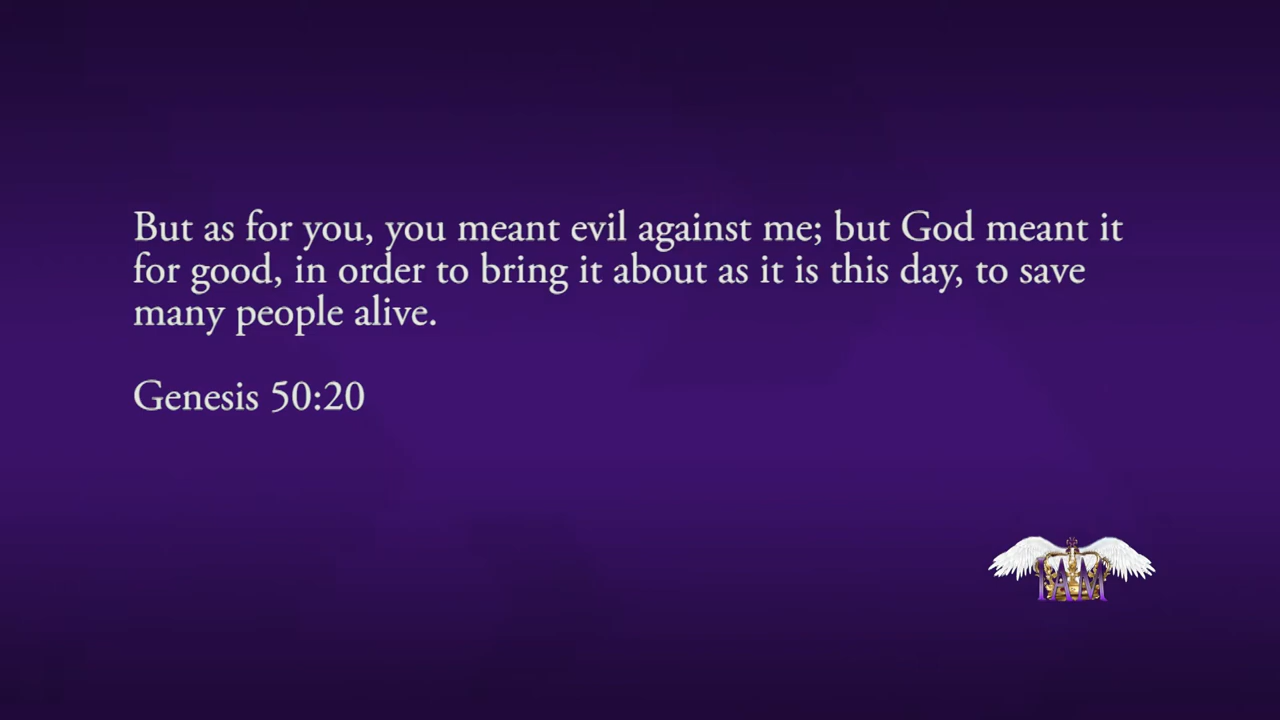 But as for you, you meant evil against me; but God meant it
for good, in order to bring it about as it is this day, to save
many people alive.
Genesis 50:20
IAM